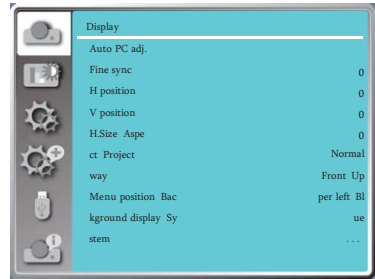 Display
Auto PC adj.
Fine sync 0
H position 0
V position 0
H.Size Aspe 0
ct Project Normal
way Front Up
Menu position Bac per left Bl
kground display Sy ue
stem ...